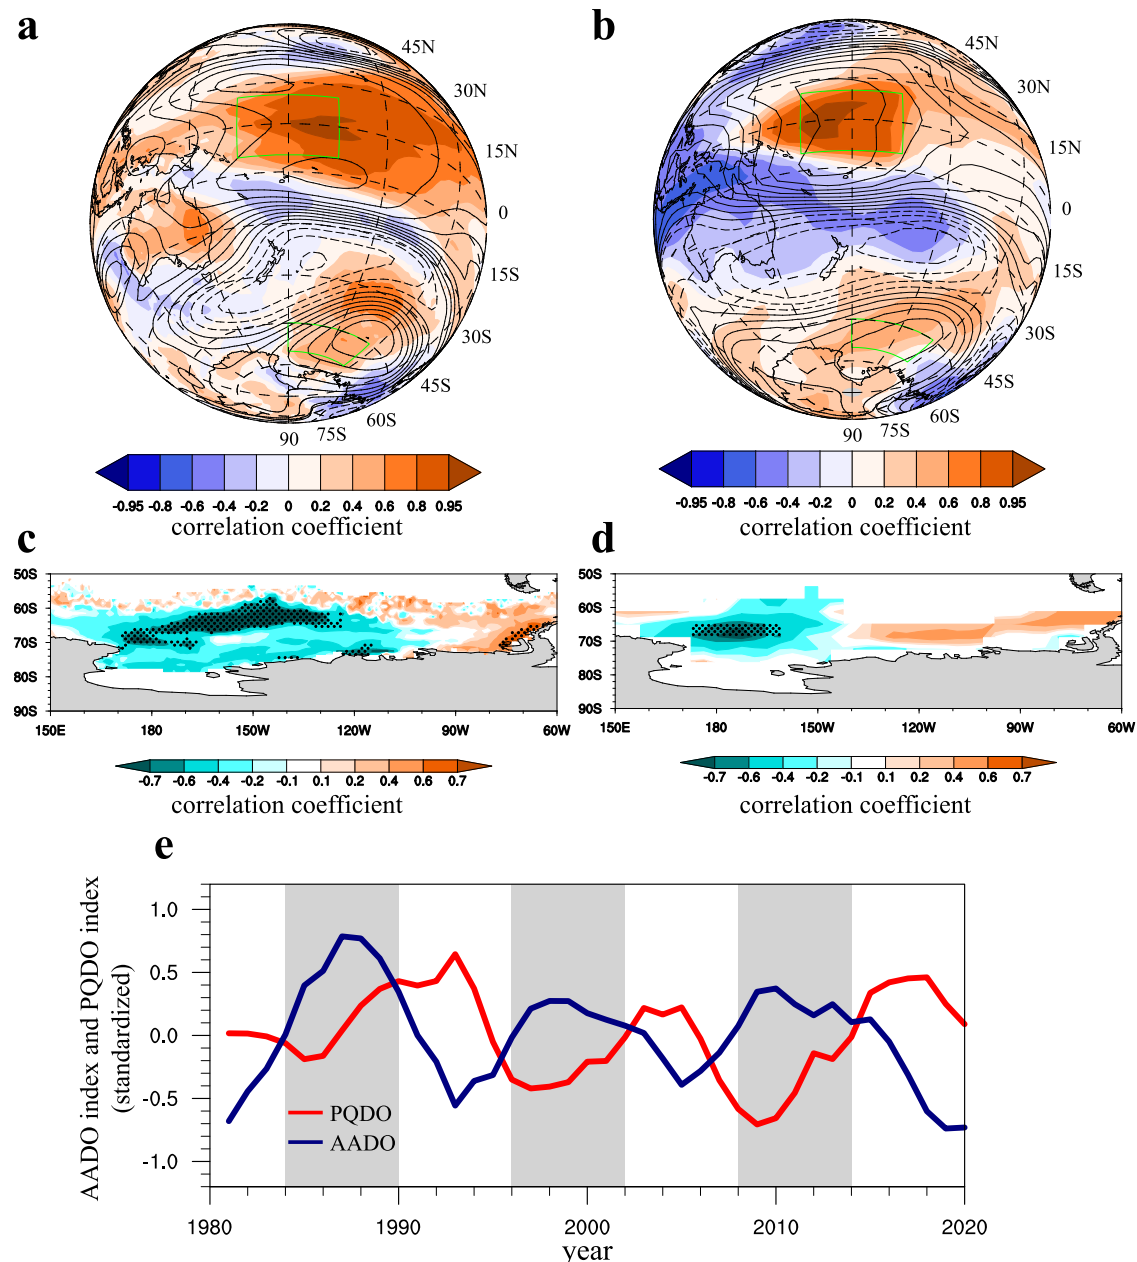 a
45N
30N
15N
0
15S
30S
45S
60S
75S
90
-0.95 -0.8 -0.6 -0.4 -0.2 0 0.2 0.4 0.6 0.8 0.95
correlation coefficient
b
45N
30N
15N
0
15S
30S
45S
60S
75S
90
-0.95 -0.8 -0.6 -0.4 -0.2 0 0.2 0.4 0.6 0.8 0.95
correlation coefficient
c
50S
60S
70S
80S
90S
150E 180 150W 120W 90W 60W
-0.7 -0.6 -0.4 -0.2 -0.1 0.1 0.2 0.4 0.6 0.7
correlation coefficient
d
50S
60S
70S
80S
90S
150E 180 150W 120W 90W 60W
-0.7 -0.6 -0.4 -0.2 -0.1 0.1 0.2 0.4 0.6 0.7
correlation coefficient
e
AADO index and PQDO index
(standardized)
1.0
0.5
0.0
-0.5
-1.0
PQDO
AADO
1980 1990 2000 2010 2020
year